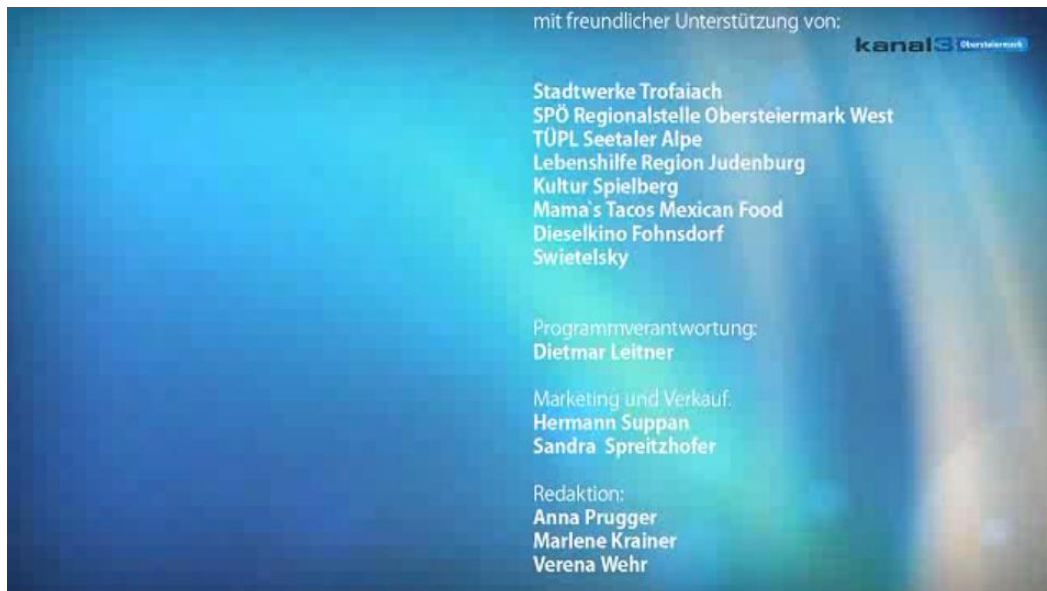 mit freundlicher Unterstützung von:
kanal3 Obersteiermark
Stadtwerke Trofaiach
SPÖ Regionalstelle Obersteiermark West
TÜPL Seetaler Alpe
Lebenshilfe Region Judenburg
Kultur Spielberg
Mama`s Tacos Mexican Food
Dieselkino Fohnsdorf
Swietelsky
Programmverantwortung:
Dietmar Leitner
Marketing und Verkauf:
Hermann Suppan
Sandra Spreitzhofer
Redaktion:
Anna Prugger
Marlene Krainer
Verena Wehr